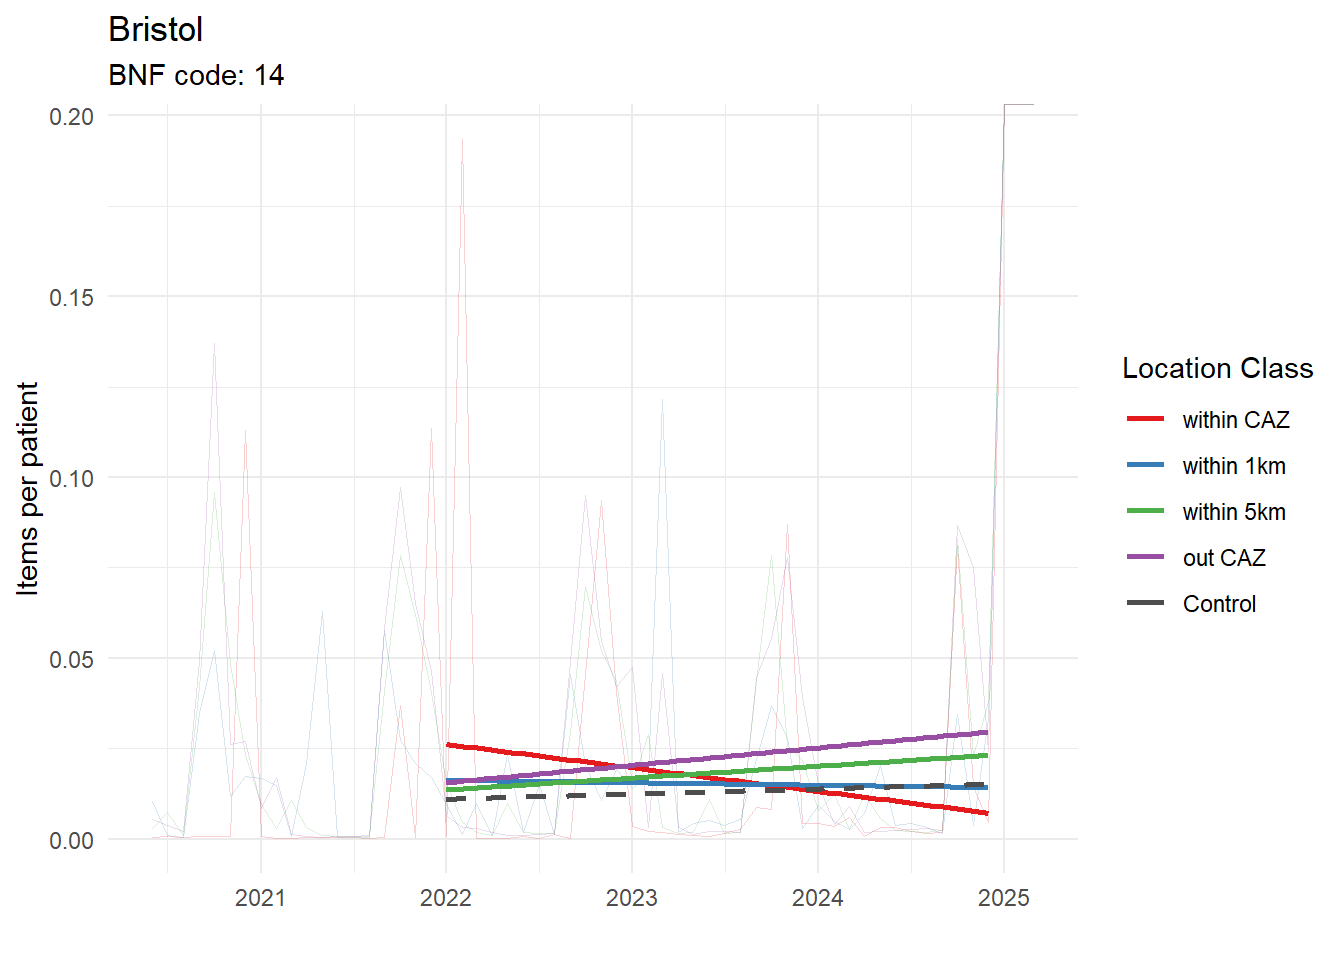 Bristol
BNF code: 14
Items per patient
0.20
0.15
0.10
0.05
0.00
2021
2022
2023
2024
2025
Location Class
within CAZ
within 1km
within 5km
out CAZ
Control